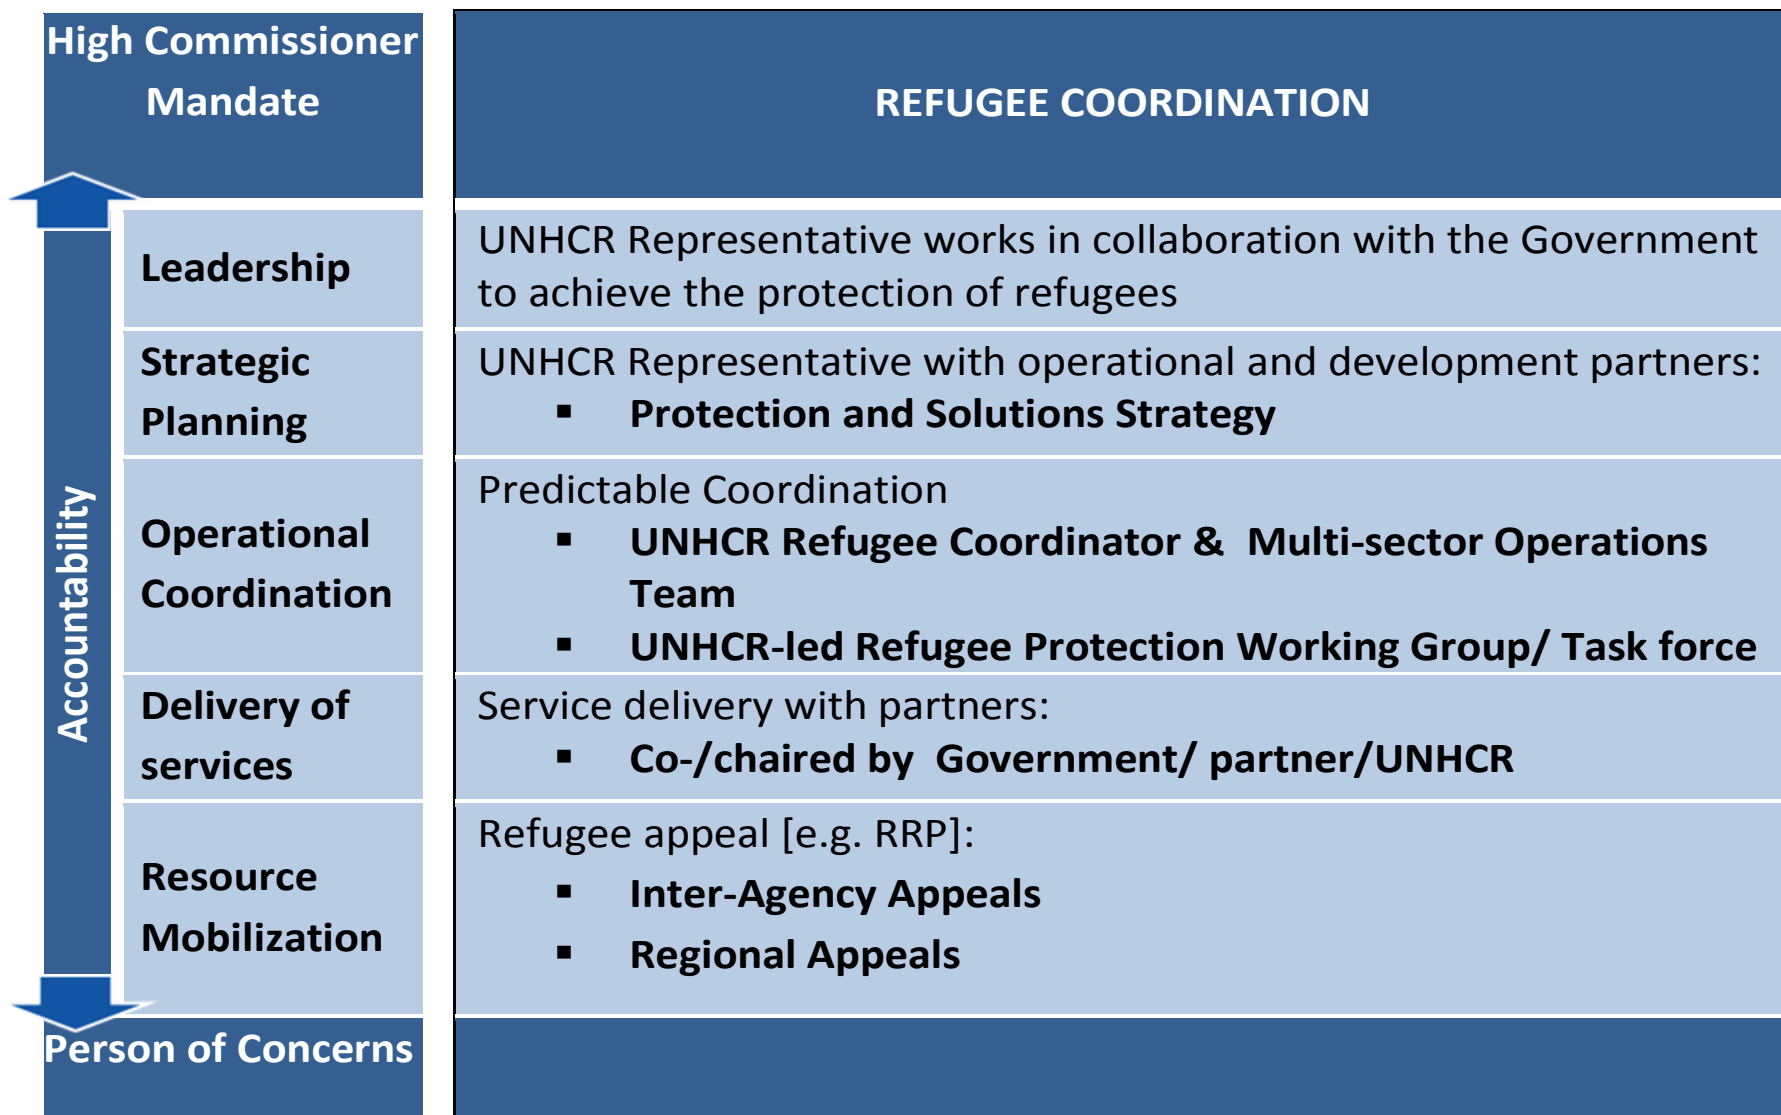 High Commissioner
Mandate
REFUGEE COORDINATION
Accountability
Leadership
UNHCR Representative works in collaboration with the Government
to achieve the protection of refugees
Strategic
Planning
UNHCR Representative with operational and development partners:
▪ Protection and Solutions Strategy
Operational
Coordination
Predictable Coordination
▪ UNHCR Refugee Coordinator & Multi-sector Operations
Team
▪ UNHCR-led Refugee Protection Working Group/ Task force
Delivery of
services
Service delivery with partners:
▪ Co-/chaired by Government/ partner/UNHCR
Resource
Mobilization
Refugee appeal [e.g. RRP]:
▪ Inter-Agency Appeals
▪ Regional Appeals
Person of Concerns